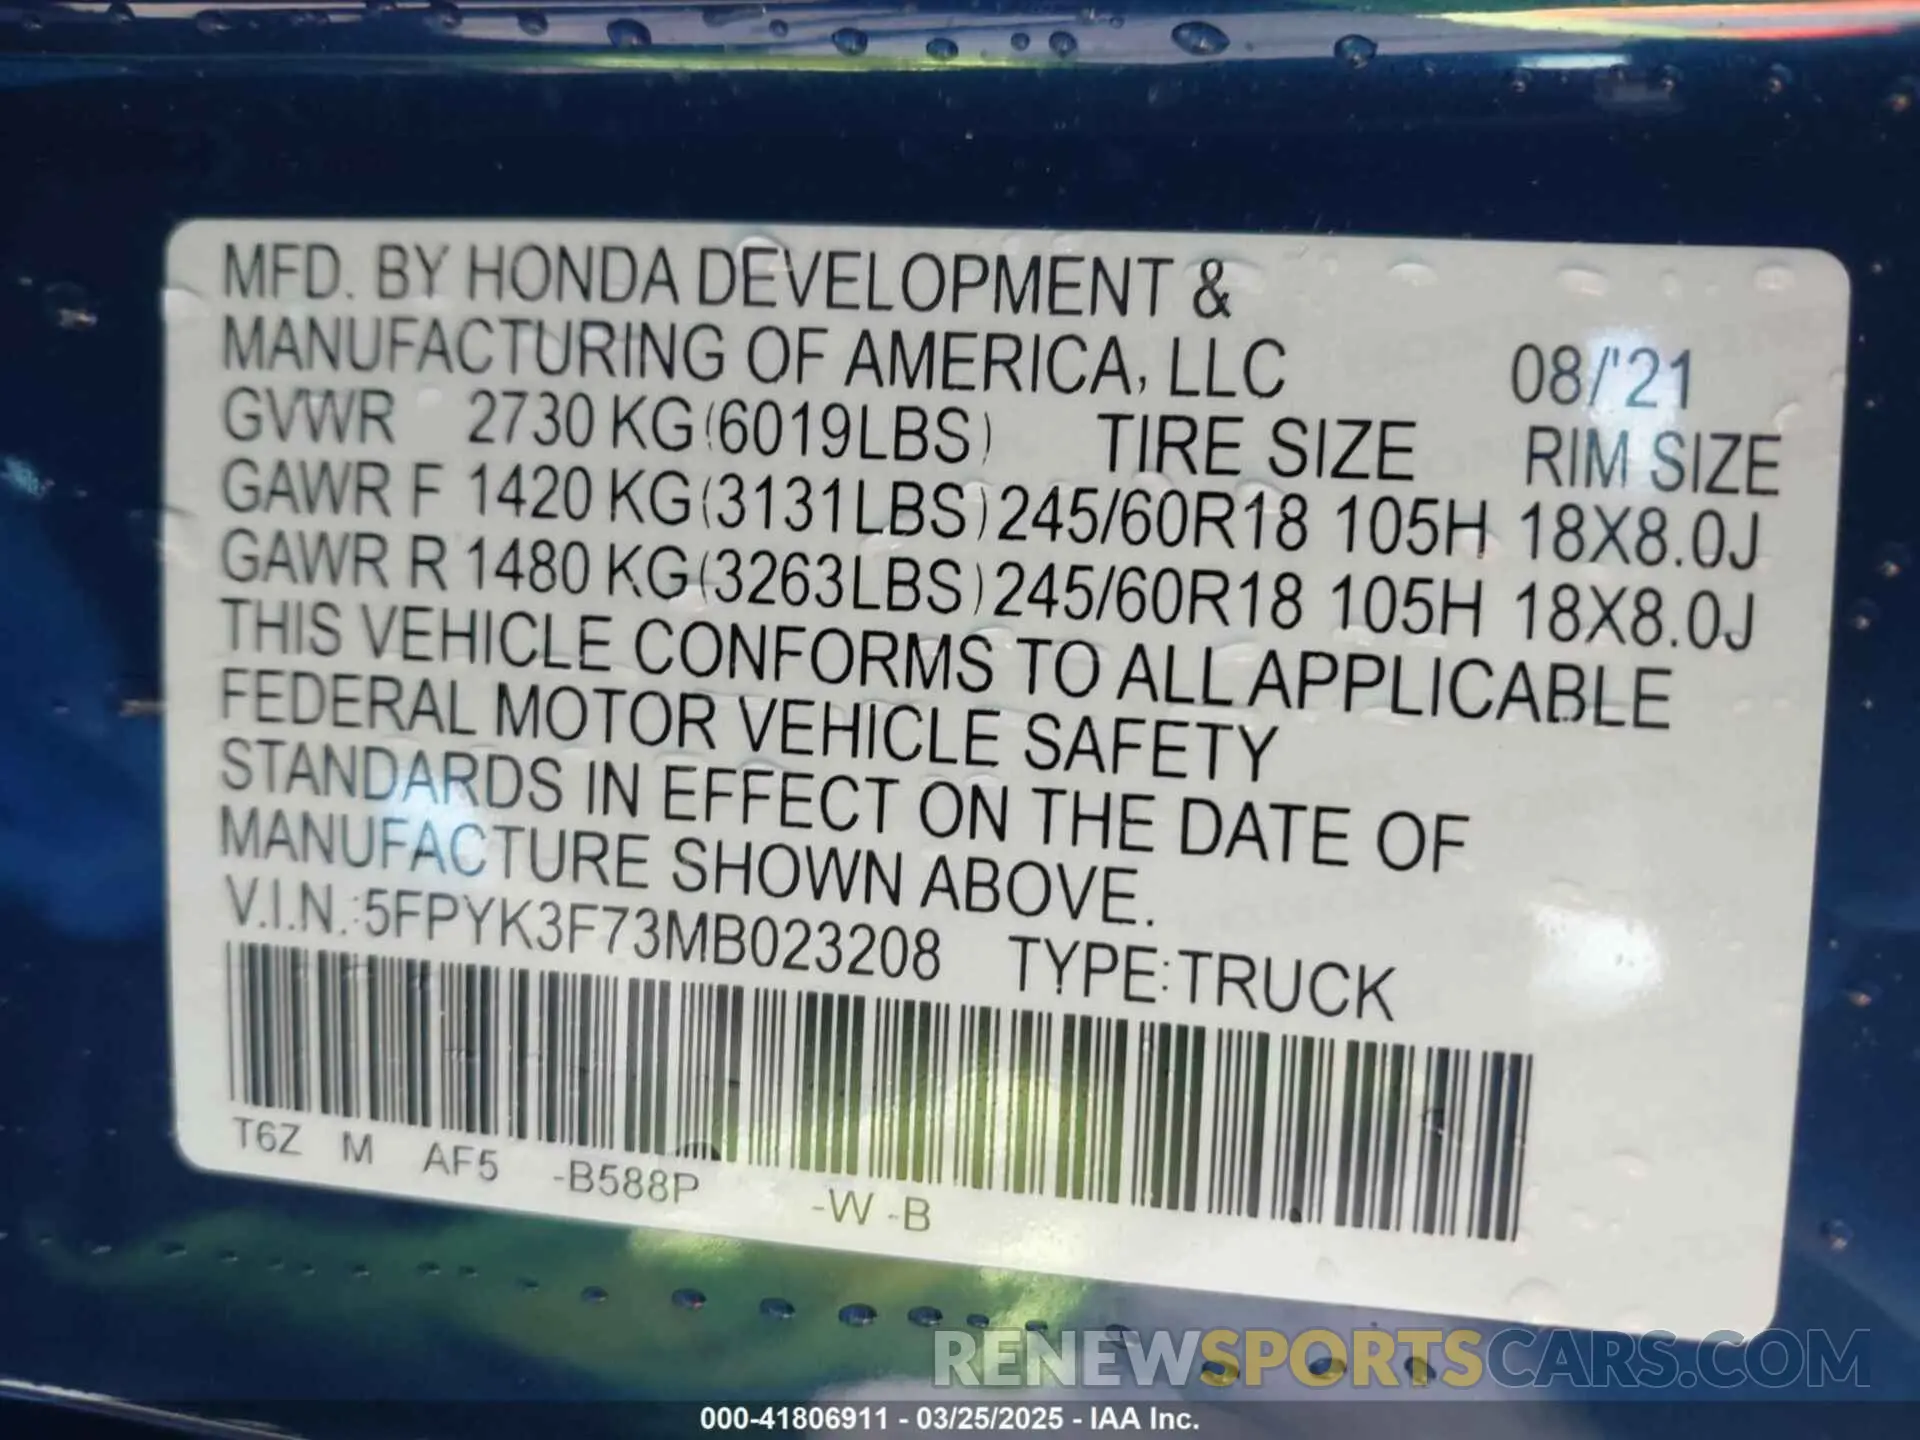 MFD. BY HONDA DEVELOPMENT &
MANUFACTURING OF AMERICA, LLC 08/'21
GVWR 2730 KG (6019LBS) TIRE SIZE RIM SIZE
GAWR F 1420 KG (3131LBS) 245/60R18 105H 18X8.0J
GAWR R 1480 KG (3263LBS) 245/60R18 105H 18X8.0J
THIS VEHICLE CONFORMS TO ALL APPLICABLE
FEDERAL MOTOR VEHICLE SAFETY
STANDARDS IN EFFECT ON THE DATE OF
MANUFACTURE SHOWN ABOVE.
V.I.N.:5FPYK3F73MB023208 TYPE:TRUCK
T6Z M AF5 -B588P -W -B
RENEWSPORTSCARS.COM
000-41806911 - 03/25/2025 - IAA Inc.